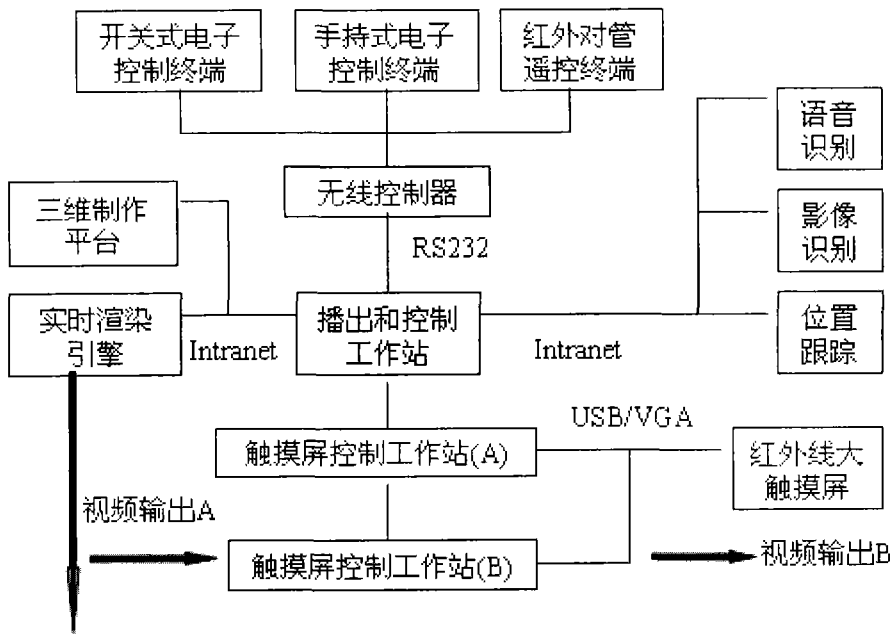 开关式电子
控制终端
手持式电子
控制终端
红外对管
遥控终端
语音
识别
无线控制器
三维制作
平台
影像
识别
RS232
实时渲染
引擎
Intranet
播出和控制
工作站
Intranet
位置
跟踪
USB/VGA
触摸屏控制工作站(A)
红外线大
触摸屏
视频输出A
触摸屏控制工作站(B)
视频输出B